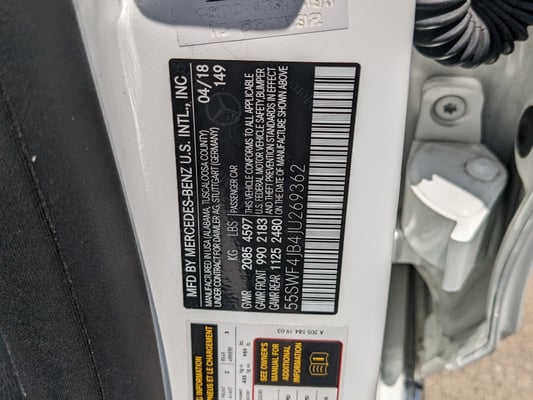 MFD BY MERCEDES-BENZ U.S. INTL., INC
MANUFACTURED IN USA (ALABAMA, TUSCALOOSA COUNTY)
UNDER CONTRACT FOR DAIMLER AG, STUTTGART (GERMANY)
04/18
149
PASSENGER CAR
KG LBS
GVWR 2085 4597
GAWR FRONT 990 2183
GAWR REAR 1125 2480
THIS VEHICLE CONFORMS TO ALL APPLICABLE
U.S. FEDERAL MOTOR VEHICLE SAFETY, BUMPER
AND THEFT PREVENTION STANDARDS IN EFFECT
ON THE DATE OF MANUFACTURE SHOWN ABOVE
55SWF4JB4JU269362
A 205 584 19 03
SEE OWNER'S
MANUAL FOR
ADDITIONAL
INFORMATION